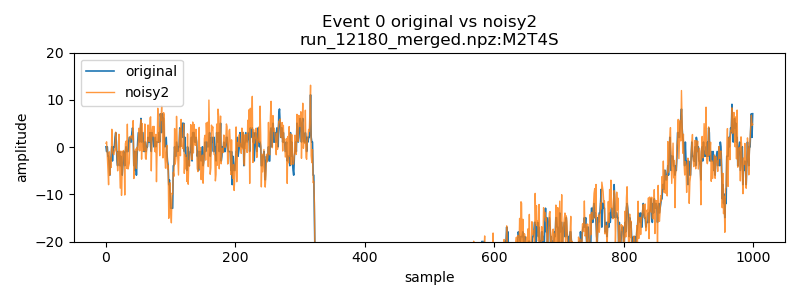 Event 0 original vs noisy2
run_12180_merged.npz:M2T4S
original
noisy2
amplitude
20
10
0
−10
−20
0
200
400
600
800
1000
sample